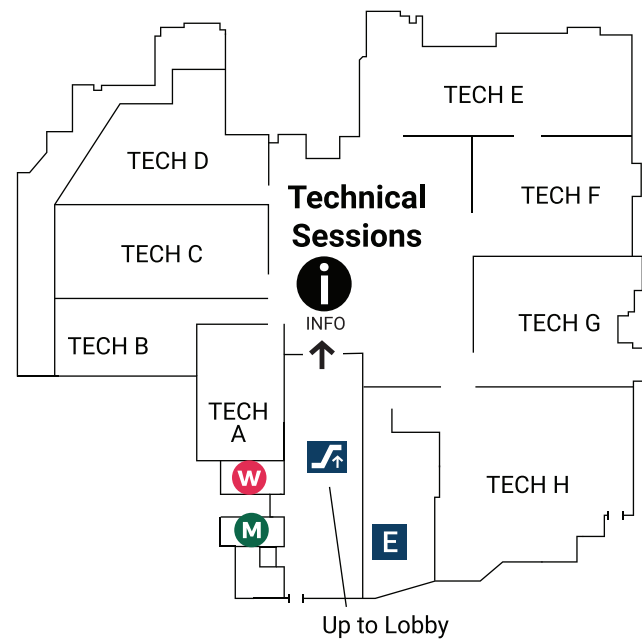 TECH E
TECH D
TECH F
Technical
Sessions
TECH C
i
INFO
TECH G
TECH B
TECH
A
W
TECH H
M
E
Up to Lobby